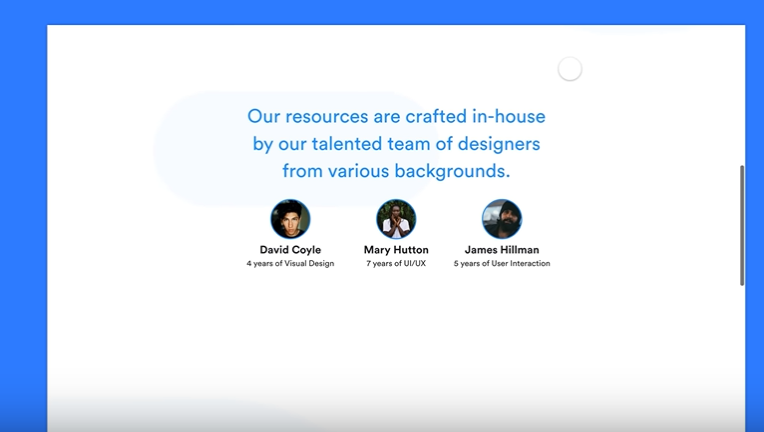 Our resources are crafted in-house
by our talented team of designers
from various backgrounds.
David Coyle
Mary Hutton
James Hillman
4 years of Visual Design
7 years of UI/UX
5 years of User Interaction